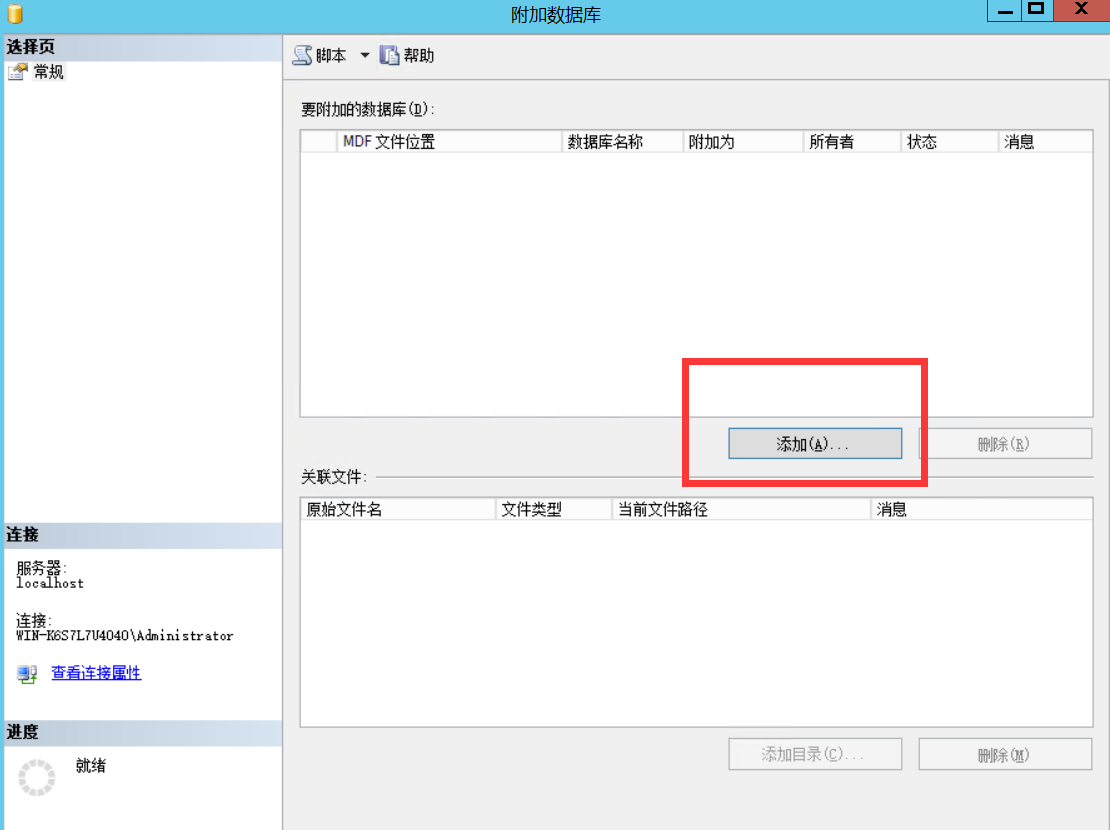 附加数据库
选择页
常规
脚本 帮助
要附加的数据库(D):
MDF 文件位置 数据库名称 附加为 所有者 状态 消息
添加(A)... 删除(R)
关联文件:
原始文件名 文件类型 当前文件路径 消息
连接
服务器:
localhost
连接:
WIN-K6S7L7U4O4O\Administrator
查看连接属性
进度
就绪
添加目录(C)... 删除(M)